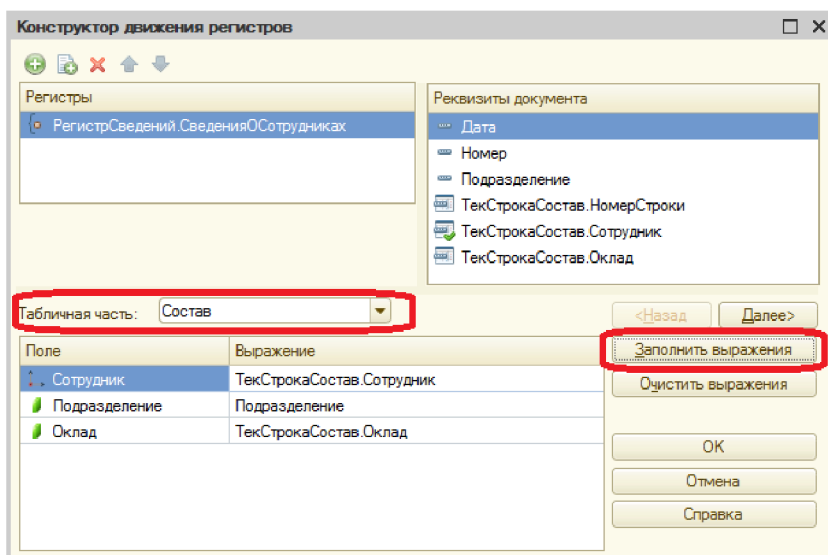 Конструктор движения регистров
Регистры
РегистрСведений.СведенияОСотрудниках
Реквизиты документа
Дата
Номер
Подразделение
ТекСтрокаСостав.НомерСтроки
ТекСтрокаСостав.Сотрудник
ТекСтрокаСостав.Оклад
Табличная часть: Состав
<Назад Далее>
Поле Выражение
Сотрудник ТекСтрокаСостав.Сотрудник
Подразделение Подразделение
Оклад ТекСтрокаСостав.Оклад
Заполнить выражения
Очистить выражения
OK
Отмена
Справка